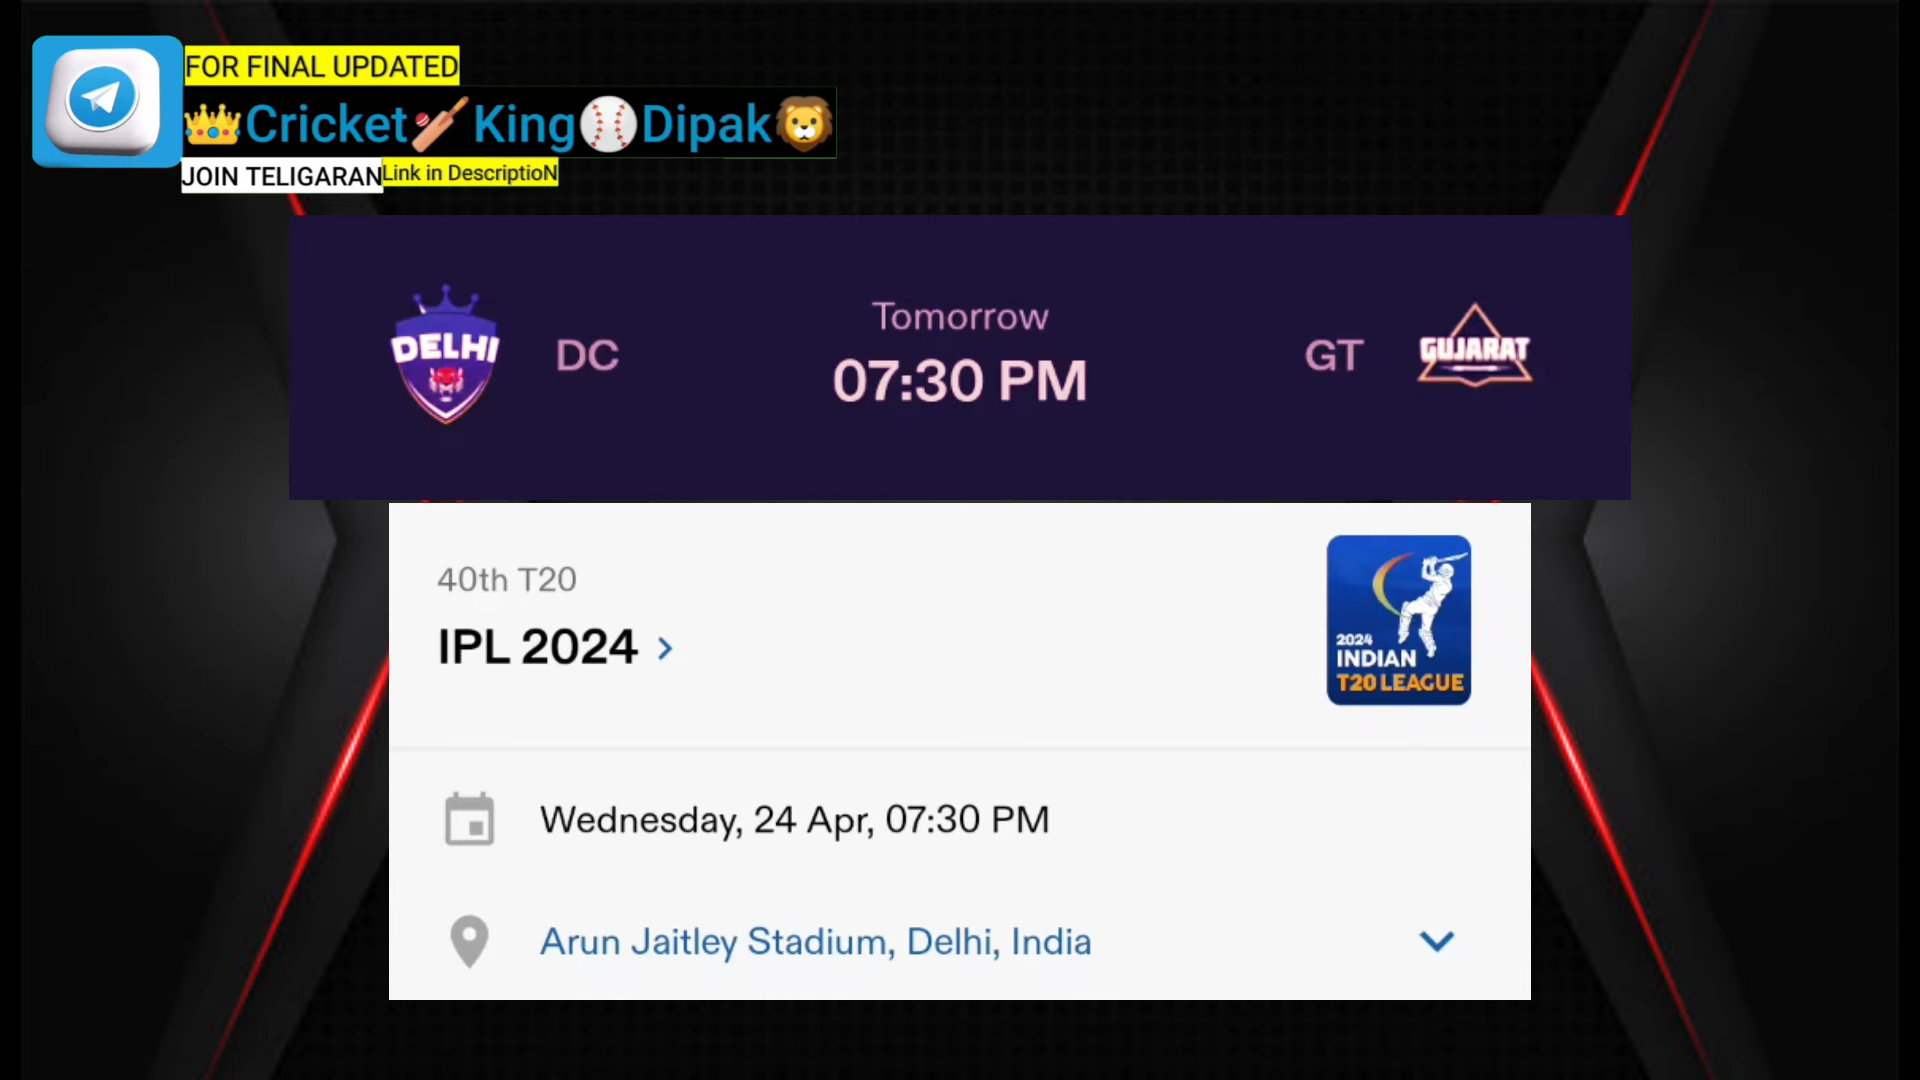 FOR FINAL UPDATED
👑Cricket🏏King⚾Dipak🦁
JOIN TELIGARAN Link in DescriptioN
DELHI
DC
Tomorrow
07:30 PM
GT
GUJARAT
40th T20
IPL 2024 >
2024
INDIAN
T20 LEAGUE
Wednesday, 24 Apr, 07:30 PM
Arun Jaitley Stadium, Delhi, India